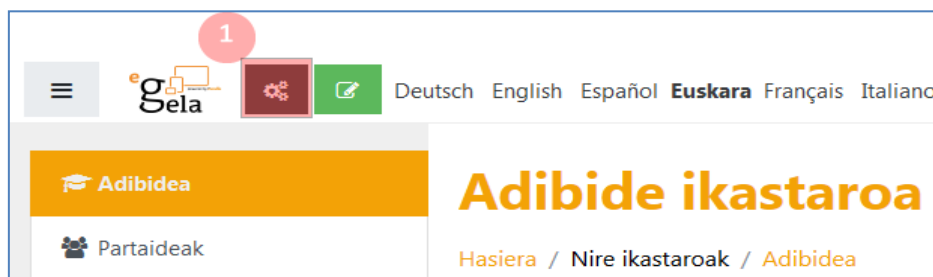 1
eGela
Deutsch English Español Euskara Français Italiano
Adibidea
Adibide ikastaroa
Partaideak
Hasiera / Nire ikastaroak / Adibidea